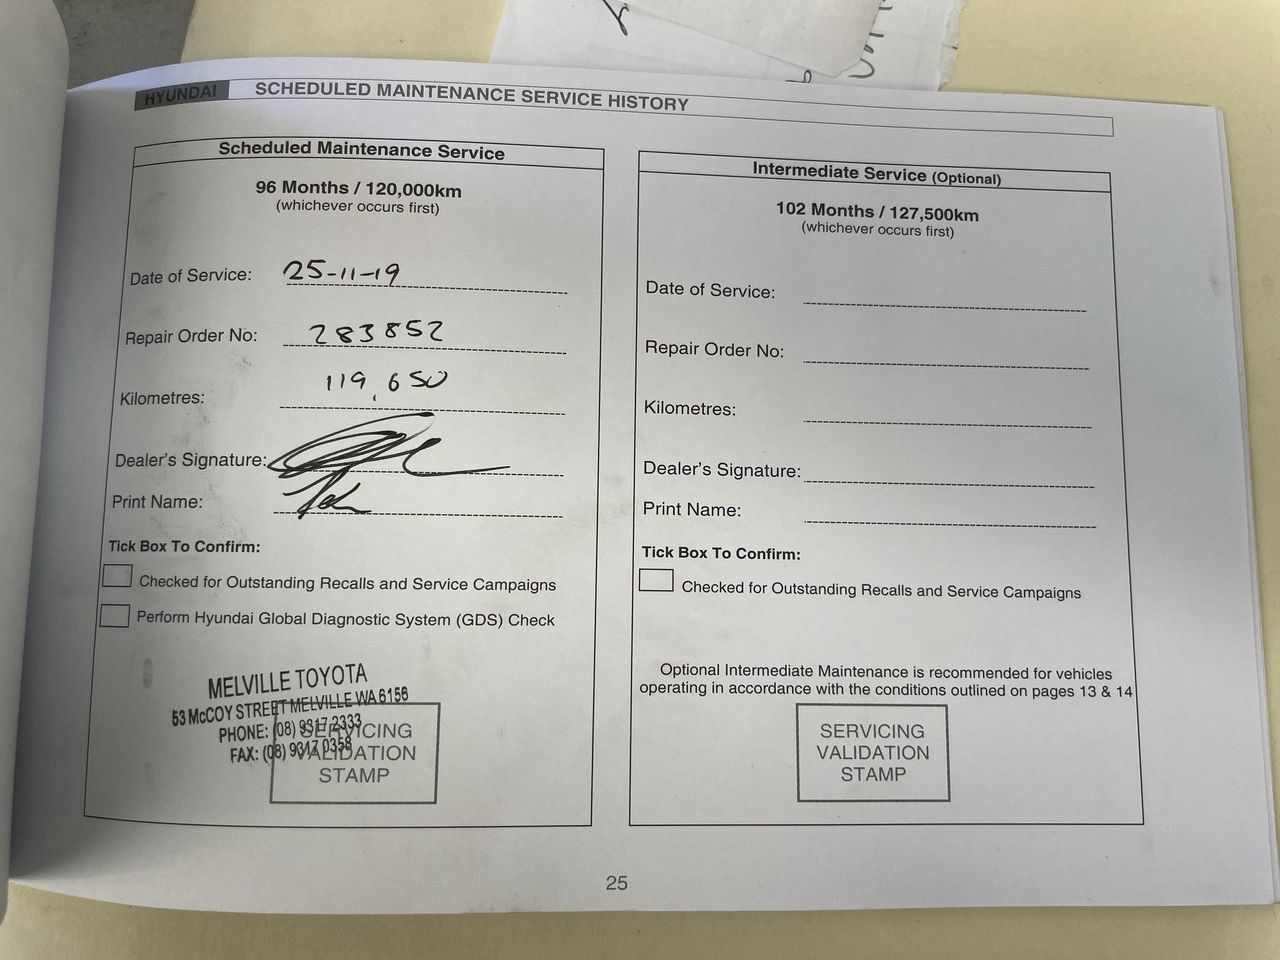 HYUNDAI SCHEDULED MAINTENANCE SERVICE HISTORY
Scheduled Maintenance Service
96 Months / 120,000km
(whichever occurs first)
Date of Service: 25-11-19
Repair Order No: 283852
Kilometres: 119,650
Dealer's Signature:
Print Name:
Tick Box To Confirm:
Checked for Outstanding Recalls and Service Campaigns
Perform Hyundai Global Diagnostic System (GDS) Check
MELVILLE TOYOTA
53 McCOY STREET MELVILLE WA 6156
PHONE: (08) 9317 2333
FAX: (08) 9317 0358
SERVICING
VALIDATION
STAMP
Intermediate Service (Optional)
102 Months / 127,500km
(whichever occurs first)
Date of Service:
Repair Order No:
Kilometres:
Dealer's Signature:
Print Name:
Tick Box To Confirm:
Checked for Outstanding Recalls and Service Campaigns
Optional Intermediate Maintenance is recommended for vehicles
operating in accordance with the conditions outlined on pages 13 & 14
SERVICING
VALIDATION
STAMP
25